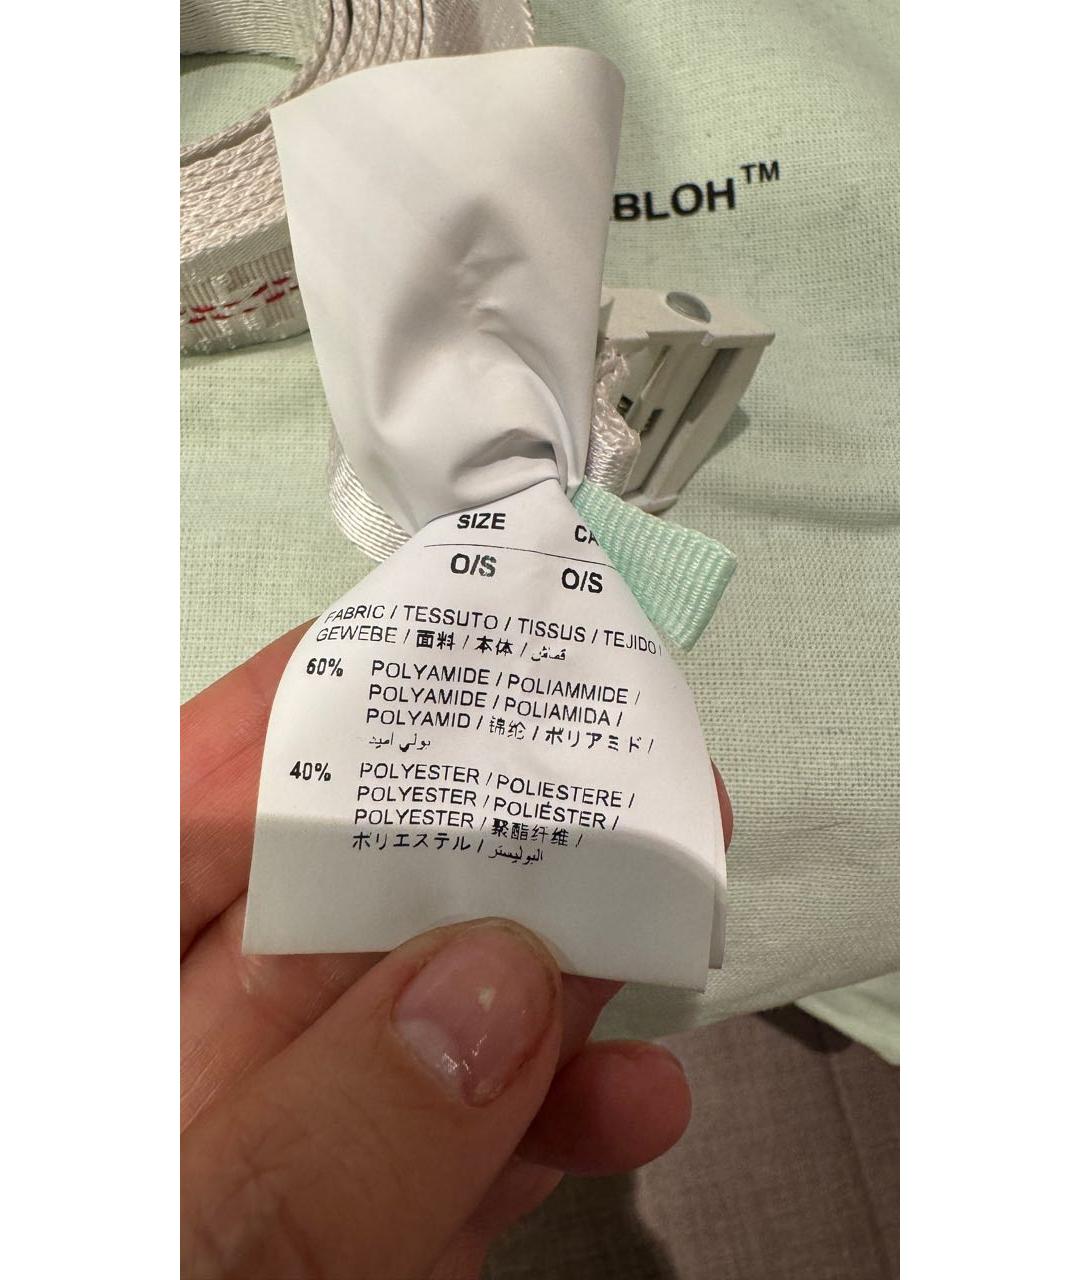 BLOH™
SIZE
O/S O/S
FABRIC / TESSUTO / TISSUS / TEJIDO /
GEWEBE / 面料 / 本体 / قماش
60% POLYAMIDE / POLIAMMIDE /
POLYAMIDE / POLIAMIDA /
POLYAMID / 锦纶 / ポリアミド /
بولي اميد
40% POLYESTER / POLIESTERE /
POLYESTER / POLIÉSTER /
POLYESTER / 聚酯纤维 /
ポリエステル / البوليستر